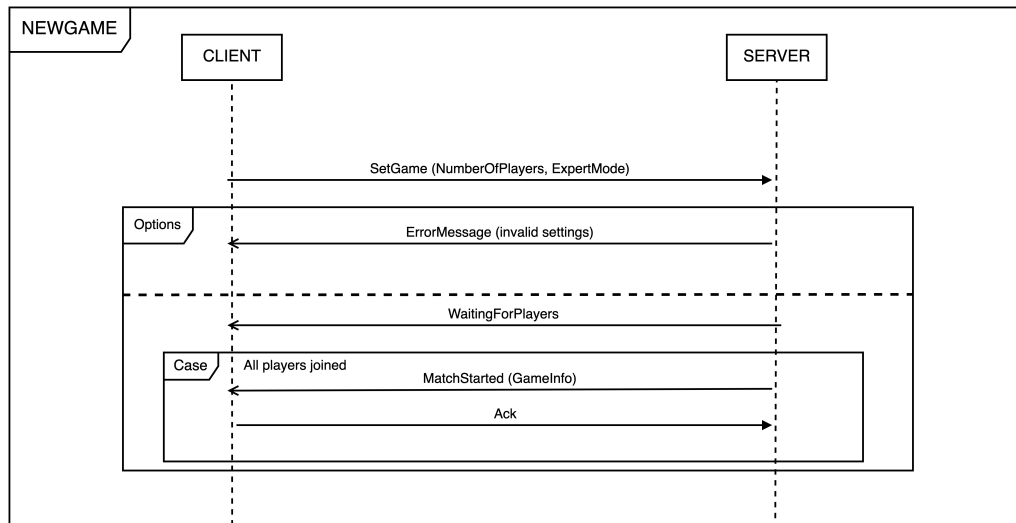 NEWGAME
CLIENT
SERVER
SetGame (NumberOfPlayers, ExpertMode)
Options
ErrorMessage (invalid settings)
WaitingForPlayers
Case
All players joined
MatchStarted (GameInfo)
Ack